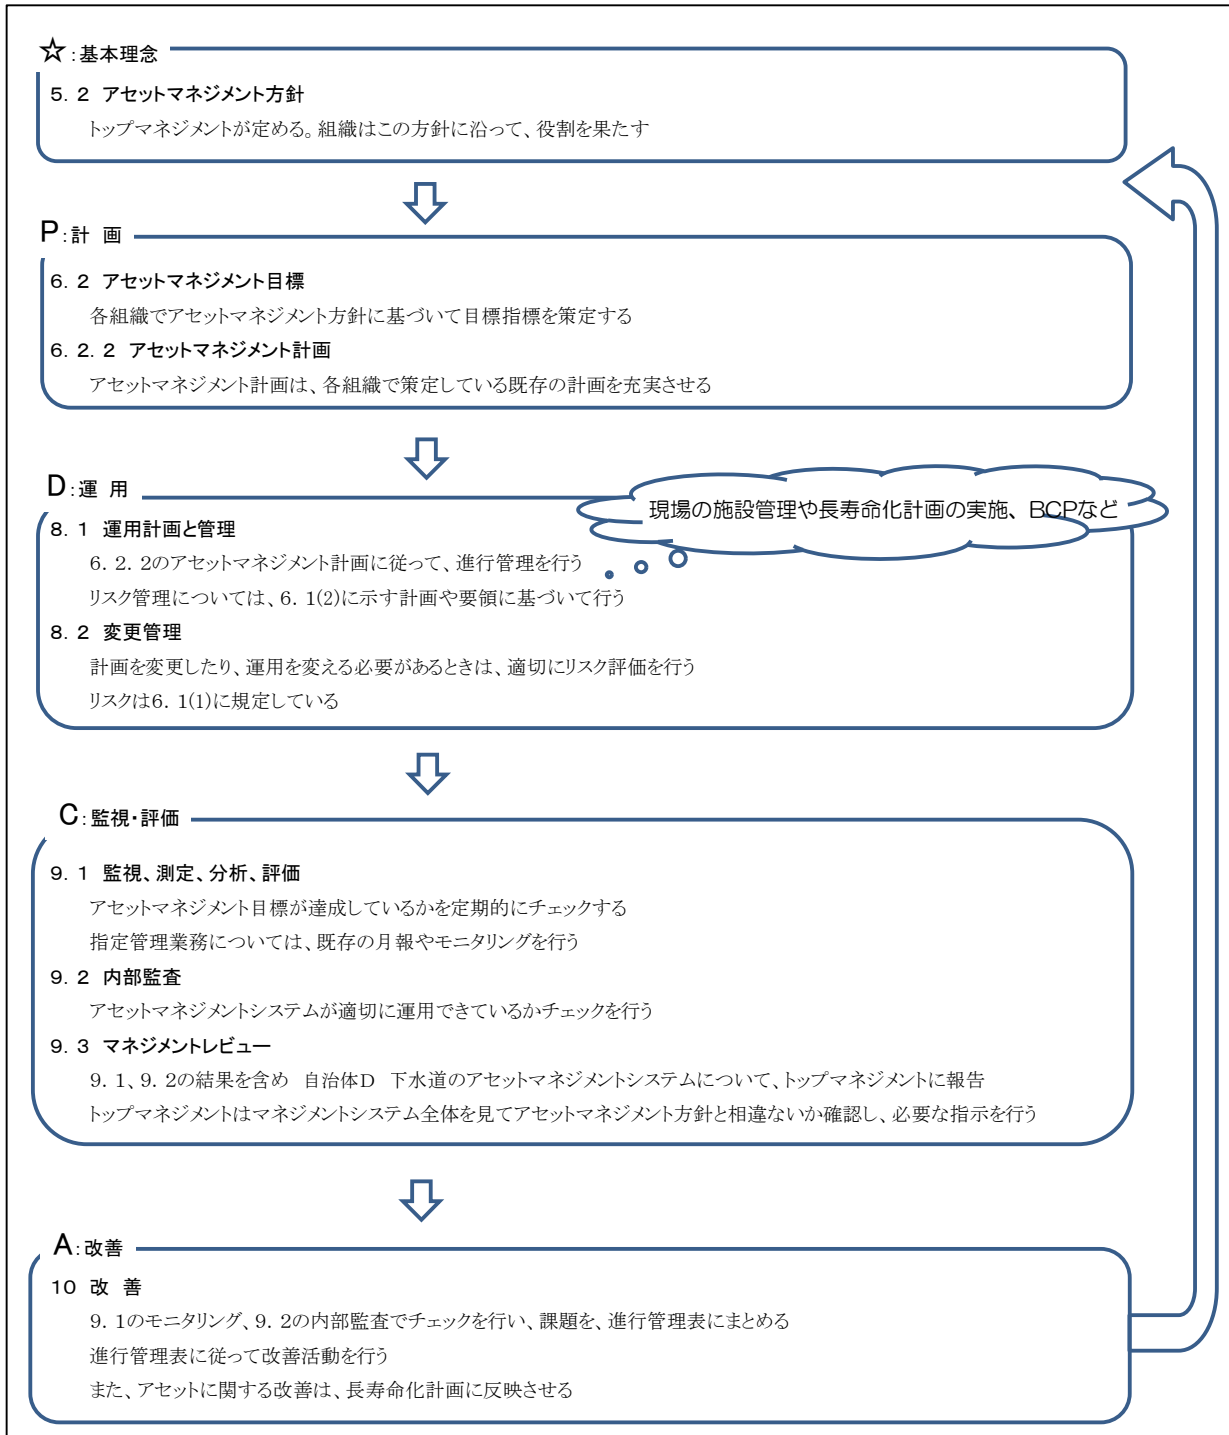 ☆:基本理念
5.2 アセットマネジメント方針
トップマネジメントが定める。組織はこの方針に沿って、役割を果たす
P:計 画
6.2 アセットマネジメント目標
各組織でアセットマネジメント方針に基づいて目標指標を策定する
6.2.2 アセットマネジメント計画
アセットマネジメント計画は、各組織で策定している既存の計画を充実させる
D:運 用
現場の施設管理や長寿命化計画の実施、BCPなど
8.1 運用計画と管理
6.2.2のアセットマネジメント計画に従って、進行管理を行う
リスク管理については、6.1(2)に示す計画や要領に基づいて行う
8.2 変更管理
計画を変更したり、運用を変える必要があるときは、適切にリスク評価を行う
リスクは6.1(1)に規定している
C:監視・評価
9.1 監視、測定、分析、評価
アセットマネジメント目標が達成しているかを定期的にチェックする
指定管理業務については、既存の月報やモニタリングを行う
9.2 内部監査
アセットマネジメントシステムが適切に運用できているかチェックを行う
9.3 マネジメントレビュー
9.1、9.2の結果を含め 自治体D 下水道のアセットマネジメントシステムについて、トップマネジメントに報告
トップマネジメントはマネジメントシステム全体を見てアセットマネジメント方針と相違ないか確認し、必要な指示を行う
A:改善
10 改 善
9.1のモニタリング、9.2の内部監査でチェックを行い、課題を、進行管理表にまとめる
進行管理表に従って改善活動を行う
また、アセットに関する改善は、長寿命化計画に反映させる